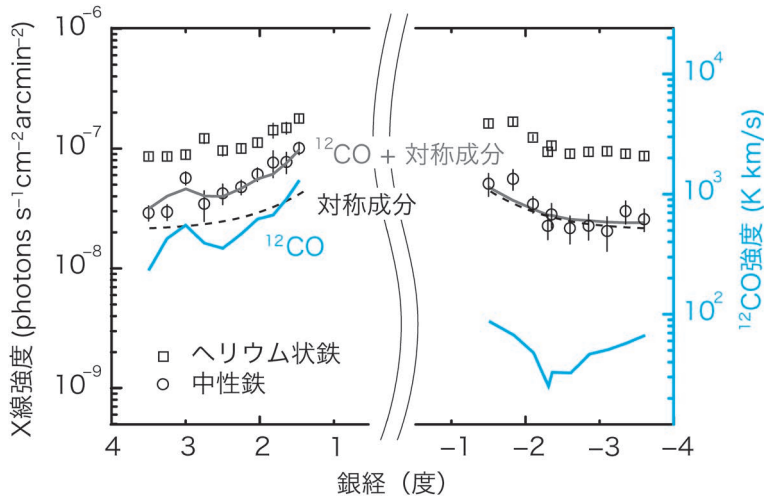 10⁻⁶
10⁻⁷
10⁻⁸
10⁻⁹
X線強度 (photons s⁻¹cm⁻²arcmin⁻²)
¹²CO + 対称成分
対称成分
¹²CO
ヘリウム状鉄
中性鉄
10⁴
10³
10²
¹²CO強度 (K km/s)
4 3 2 1 −1 −2 −3 −4
銀経（度）